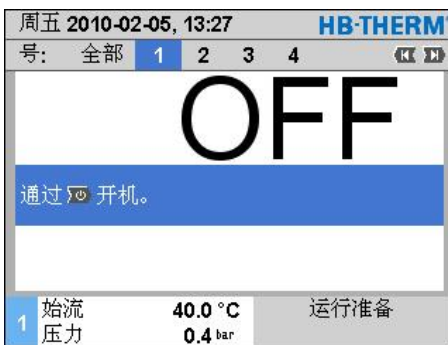 周五 2010-02-05, 13:27 HB-THERM
号: 全部 1 2 3 4
OFF
通过 开机。
1 始流 40.0 °C 运行准备
压力 0.4 bar